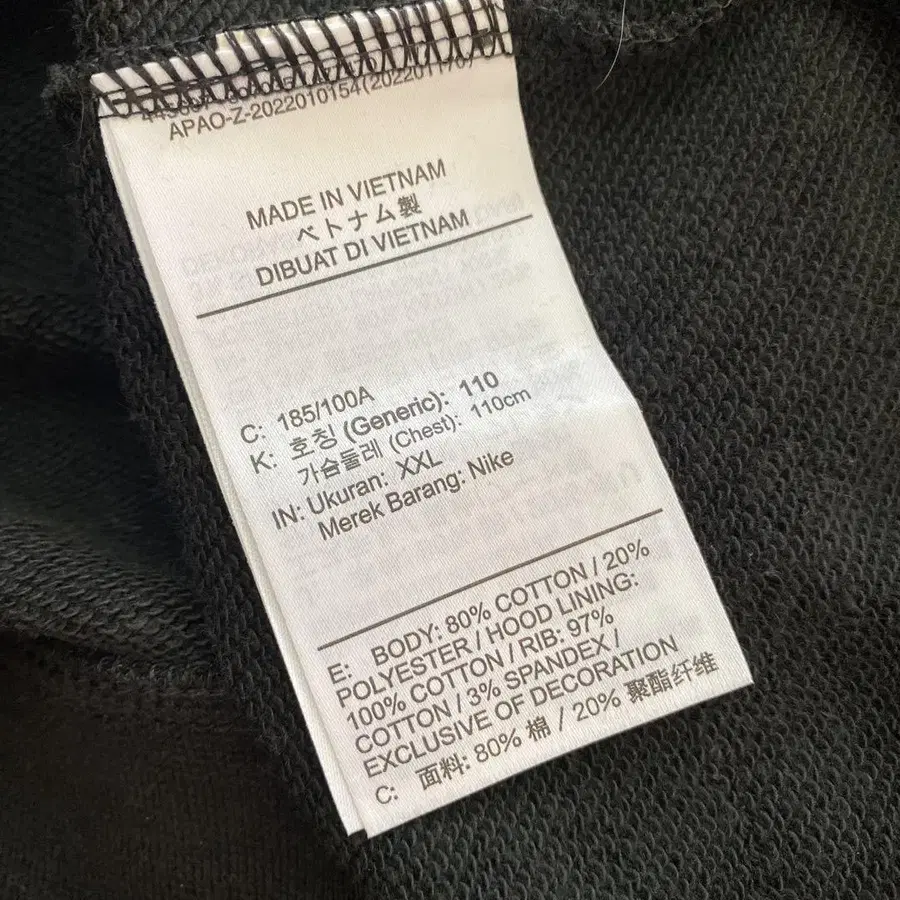 APAO-Z-2022010154(20220117)
MADE IN VIETNAM
ベトナム製
DIBUAT DI VIETNAM
C: 185/100A
K: 호칭 (Generic): 110
가슴둘레 (Chest): 110cm
IN: Ukuran: XXL
Merek Barang: Nike
E: BODY: 80% COTTON / 20%
POLYESTER / HOOD LINING:
100% COTTON / RIB: 97%
COTTON / 3% SPANDEX /
EXCLUSIVE OF DECORATION
C: 面料: 80% 棉 / 20% 聚酯纤维